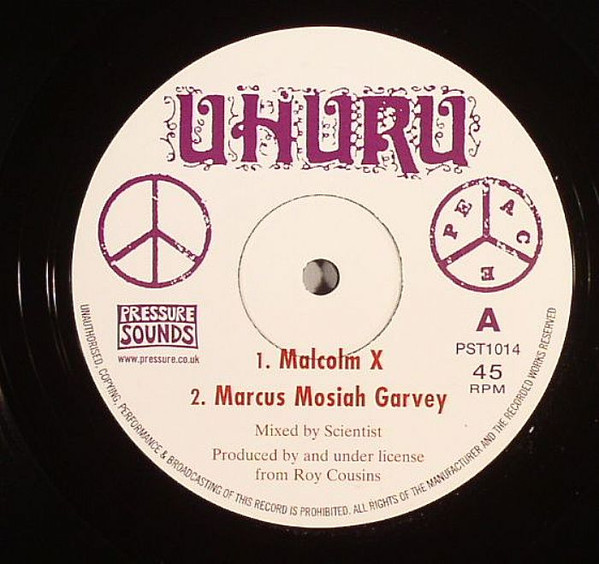 UHURU
PEACE
PRESSURE
SOUNDS
www.pressure.co.uk
A
PST1014
45
RPM
1. Malcolm X
2. Marcus Mosiah Garvey
Mixed by Scientist
Produced by and under license
from Roy Cousins
UNAUTHORISED, COPYING, PERFORMANCE & BROADCASTING OF THIS RECORD IS PROHIBITED. ALL RIGHTS OF THE MANUFACTURER AND THE RECORDED WORKS RESERVED